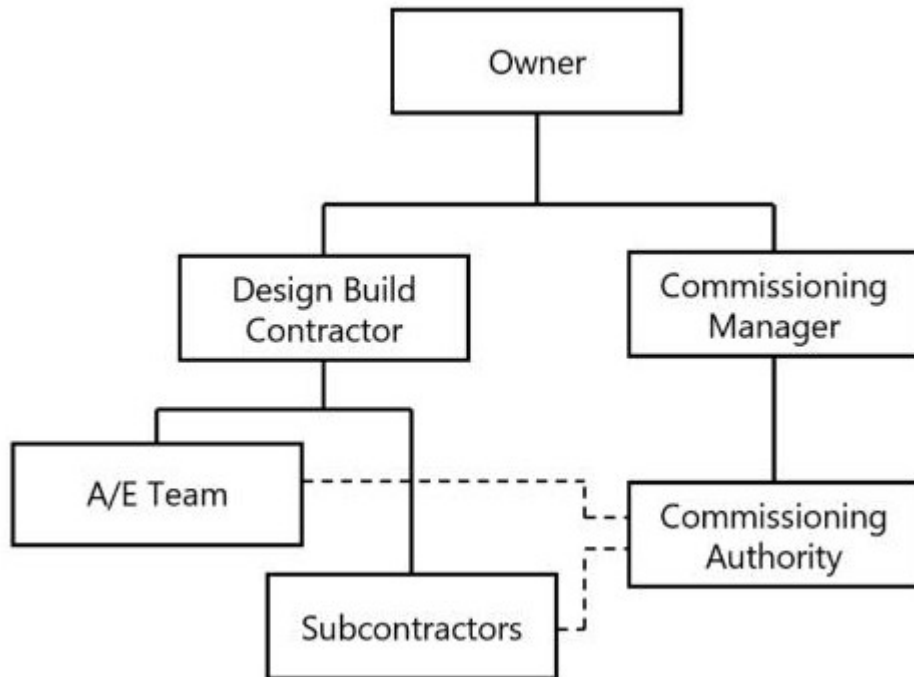 Owner
Design Build
Contractor
Commissioning
Manager
A/E Team
Commissioning
Authority
Subcontractors